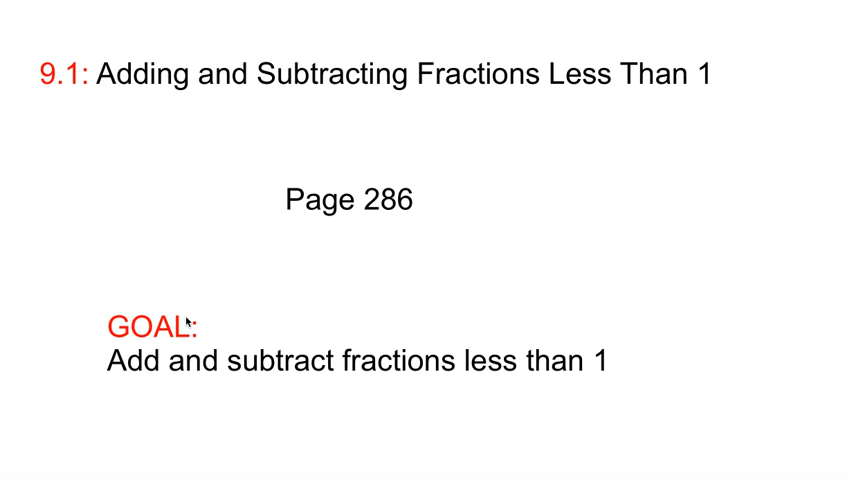 9.1: Adding and Subtracting Fractions Less Than 1
Page 286
GOAL:
Add and subtract fractions less than 1